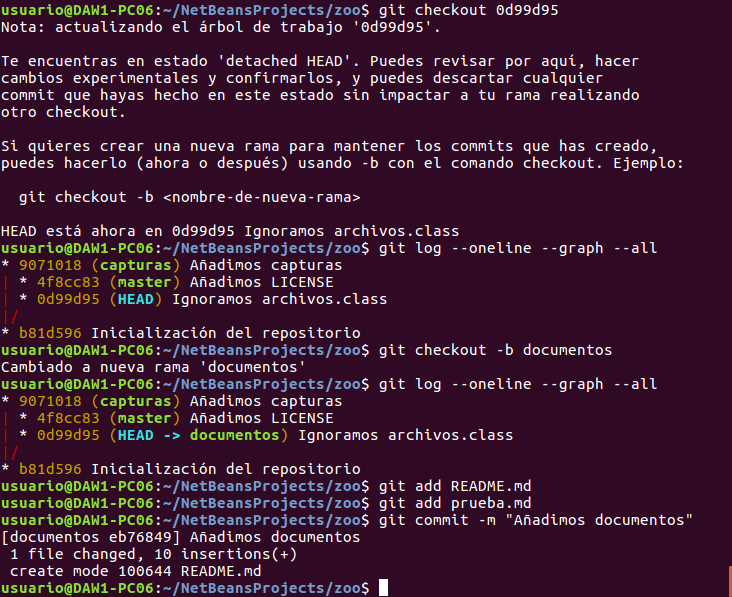 usuario@DAW1-PC06:~/NetBeansProjects/zoo$ git checkout 0d99d95
Nota: actualizando el árbol de trabajo '0d99d95'.

Te encuentras en estado 'detached HEAD'. Puedes revisar por aquí, hacer
cambios experimentales y confirmarlos, y puedes descartar cualquier
commit que hayas hecho en este estado sin impactar a tu rama realizando
otro checkout.

Si quieres crear una nueva rama para mantener los commits que has creado,
puedes hacerlo (ahora o después) usando -b con el comando checkout. Ejemplo:

  git checkout -b <nombre-de-nueva-rama>

HEAD está ahora en 0d99d95 Ignoramos archivos.class
usuario@DAW1-PC06:~/NetBeansProjects/zoo$ git log --oneline --graph --all
* 9071018 (capturas) Añadimos capturas
| * 4f8cc83 (master) Añadimos LICENSE
| * 0d99d95 (HEAD) Ignoramos archivos.class
|/
* b81d596 Inicialización del repositorio
usuario@DAW1-PC06:~/NetBeansProjects/zoo$ git checkout -b documentos
Cambiado a nueva rama 'documentos'
usuario@DAW1-PC06:~/NetBeansProjects/zoo$ git log --oneline --graph --all
* 9071018 (capturas) Añadimos capturas
| * 4f8cc83 (master) Añadimos LICENSE
| * 0d99d95 (HEAD -> documentos) Ignoramos archivos.class
|/
* b81d596 Inicialización del repositorio
usuario@DAW1-PC06:~/NetBeansProjects/zoo$ git add README.md
usuario@DAW1-PC06:~/NetBeansProjects/zoo$ git add prueba.md
usuario@DAW1-PC06:~/NetBeansProjects/zoo$ git commit -m "Añadimos documentos"
[documentos eb76849] Añadimos documentos
 1 file changed, 10 insertions(+)
 create mode 100644 README.md
usuario@DAW1-PC06:~/NetBeansProjects/zoo$